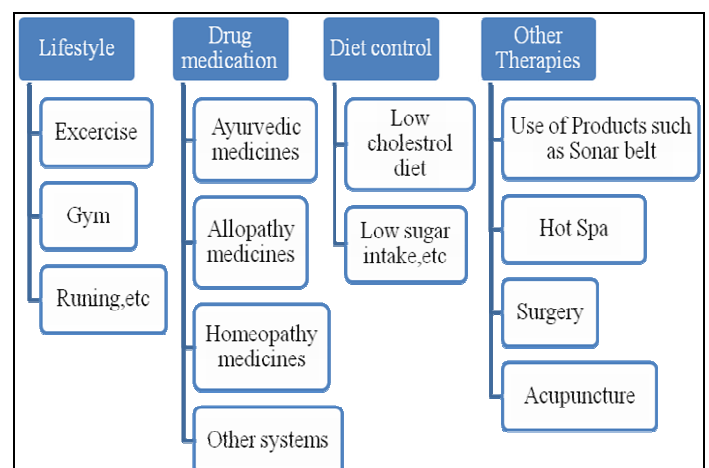 Lifestyle
Excercise
Gym
Runing,etc
Drug
medication
Ayurvedic
medicines
Allopathy
medicines
Homeopathy
medicines
Other systems
Diet control
Low
cholestrol
diet
Low sugar
intake,etc
Other
Therapies
Use of Products such
as Sonar belt
Hot Spa
Surgery
Acupuncture